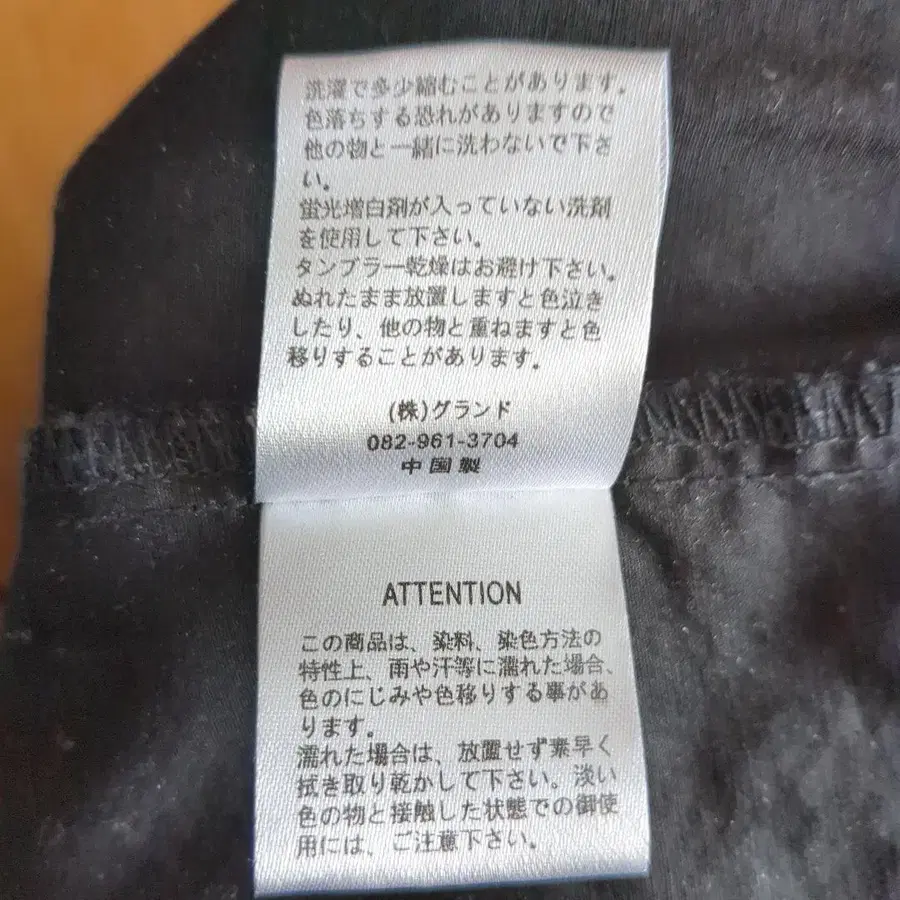 洗濯で多少縮むことがあります。
色落ちする恐れがありますので
他の物と一緒に洗わないで下さ
い。
蛍光増白剤が入っていない洗剤
を使用して下さい。
タンブラー乾燥はお避け下さい。
ぬれたまま放置しますと色泣き
したり、他の物と重ねますと色
移りすることがあります。
(株)グランド
082-961-3704
中国製
ATTENTION
この商品は、染料、染色方法の
特性上、雨や汗等に濡れた場合、
色のにじみや色移りする事があ
ります。
濡れた場合は、放置せず素早く
拭き取り乾かして下さい。淡い
色の物と接触した状態での御使
用には、ご注意下さい。